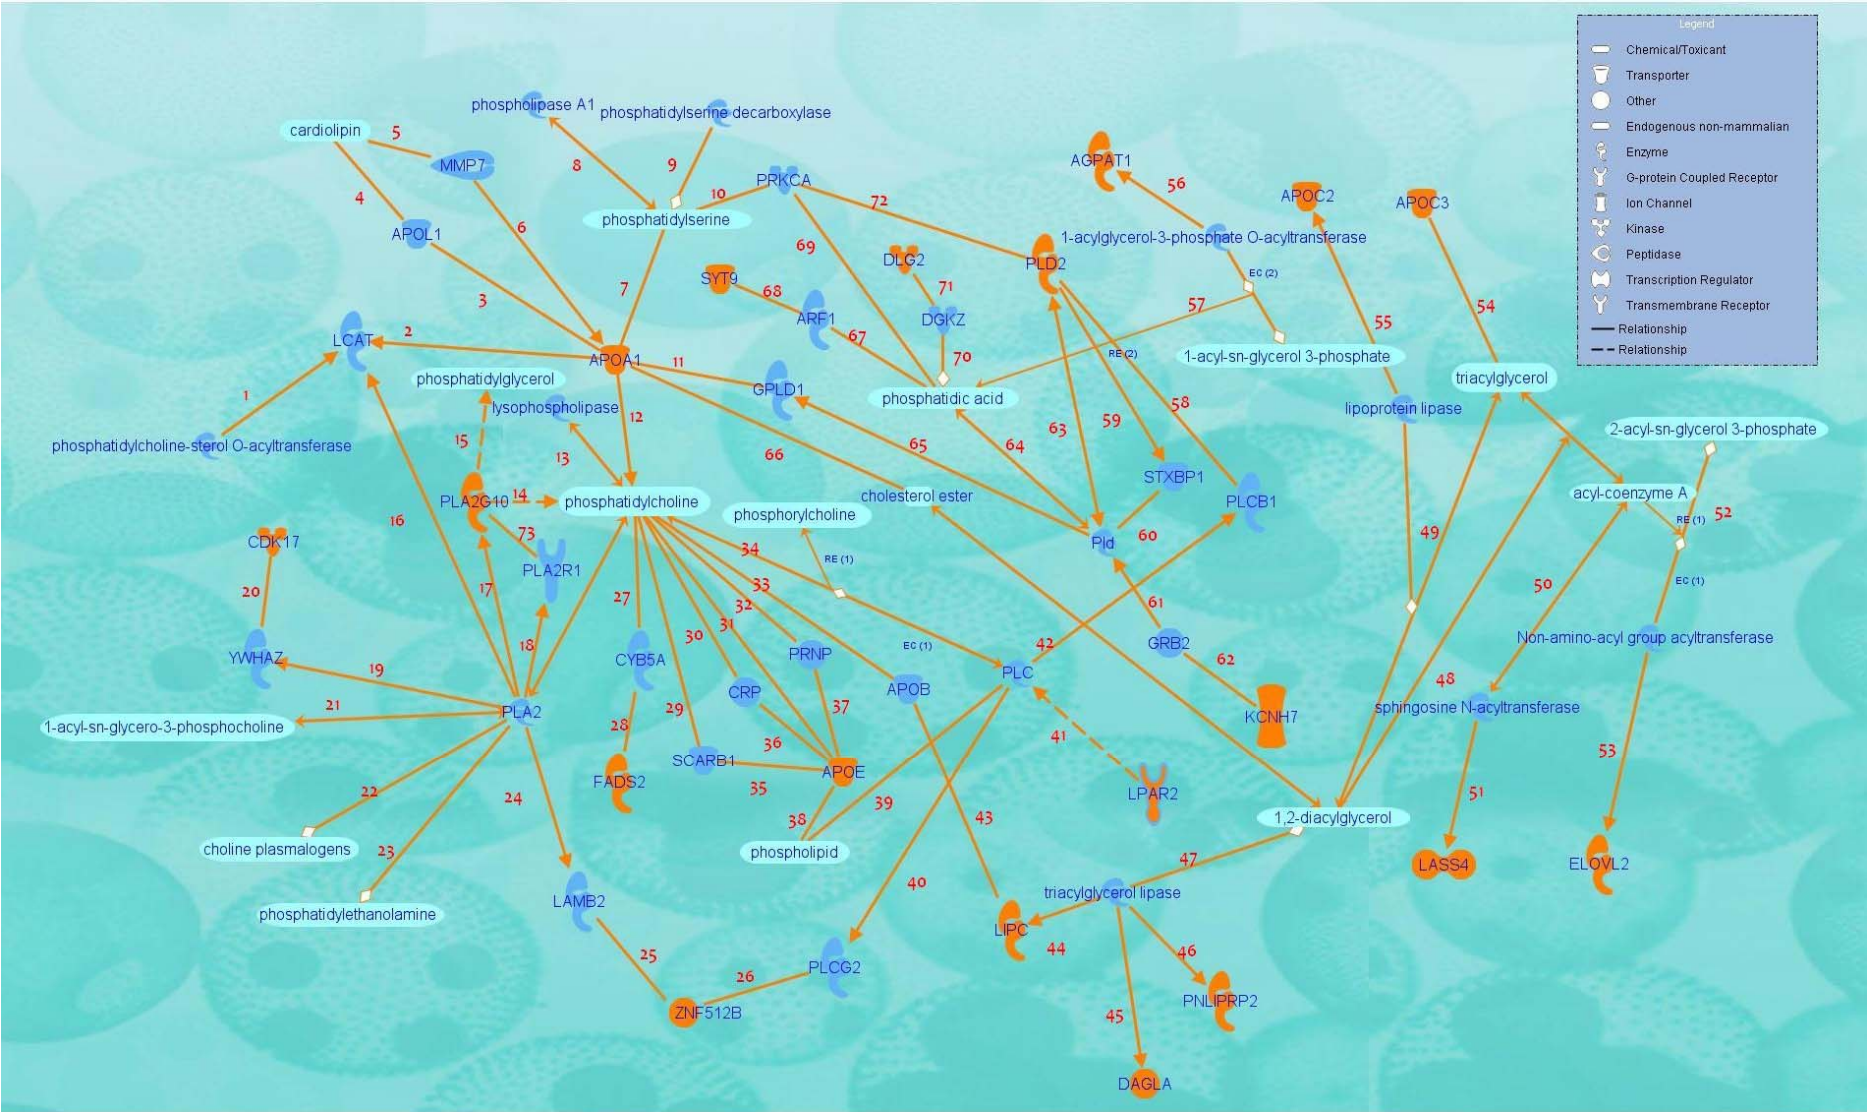 Legend
Chemical/Toxicant
Transporter
Other
Endogenous non-mammalian
Enzyme
G-protein Coupled Receptor
Ion Channel
Kinase
Peptidase
Transcription Regulator
Transmembrane Receptor
Relationship
Relationship
phospholipase A1
phosphatidylserine decarboxylase
cardiolipin
5
8
9
MMP7
AGPAT1
4
10
PRKCA
56
72
APOC2
APOC3
phosphatidylserine
6
APOL1
69
1-acylglycerol-3-phosphate O-acyltransferase
DLG2
PLD2
EC (2)
SYT9
7
68
71
3
57
54
ARF1
DGKZ
55
2
67
LCAT
APOA1
11
70
RE (2)
1-acyl-sn-glycerol 3-phosphate
phosphatidylglycerol
triacylglycerol
GPLD1
1
phosphatidic acid
58
lysophospholipase
12
lipoprotein lipase
59
63
2-acyl-sn-glycerol 3-phosphate
15
phosphatidylcholine-sterol O-acyltransferase
13
66
65
64
STXBP1
14
PLA2G10
phosphatidylcholine
cholesterol ester
PLCB1
acyl-coenzyme A
phosphorylcholine
52
RE (1)
16
73
CDK17
34
Pld
60
RE (1)
49
PLA2R1
33
EC (1)
20
17
27
32
61
50
31
30
18
PRNP
EC (1)
42
GRB2
Non-amino-acyl group acyltransferase
YWHAZ
CYB5A
62
19
PLC
48
CRP
APOB
21
29
37
sphingosine N-acyltransferase
PLA2
KCNH7
1-acyl-sn-glycero-3-phosphocholine
28
36
41
53
SCARB1
APOE
FADS2
35
22
24
39
LPAR2
51
38
43
1,2-diacylglycerol
choline plasmalogens
23
phospholipid
47
LASS4
ELOVL2
40
LAMB2
triacylglycerol lipase
phosphatidylethanolamine
LIPC
44
46
25
26
PLCG2
PNLIPRP2
ZNF512B
45
DAGLA